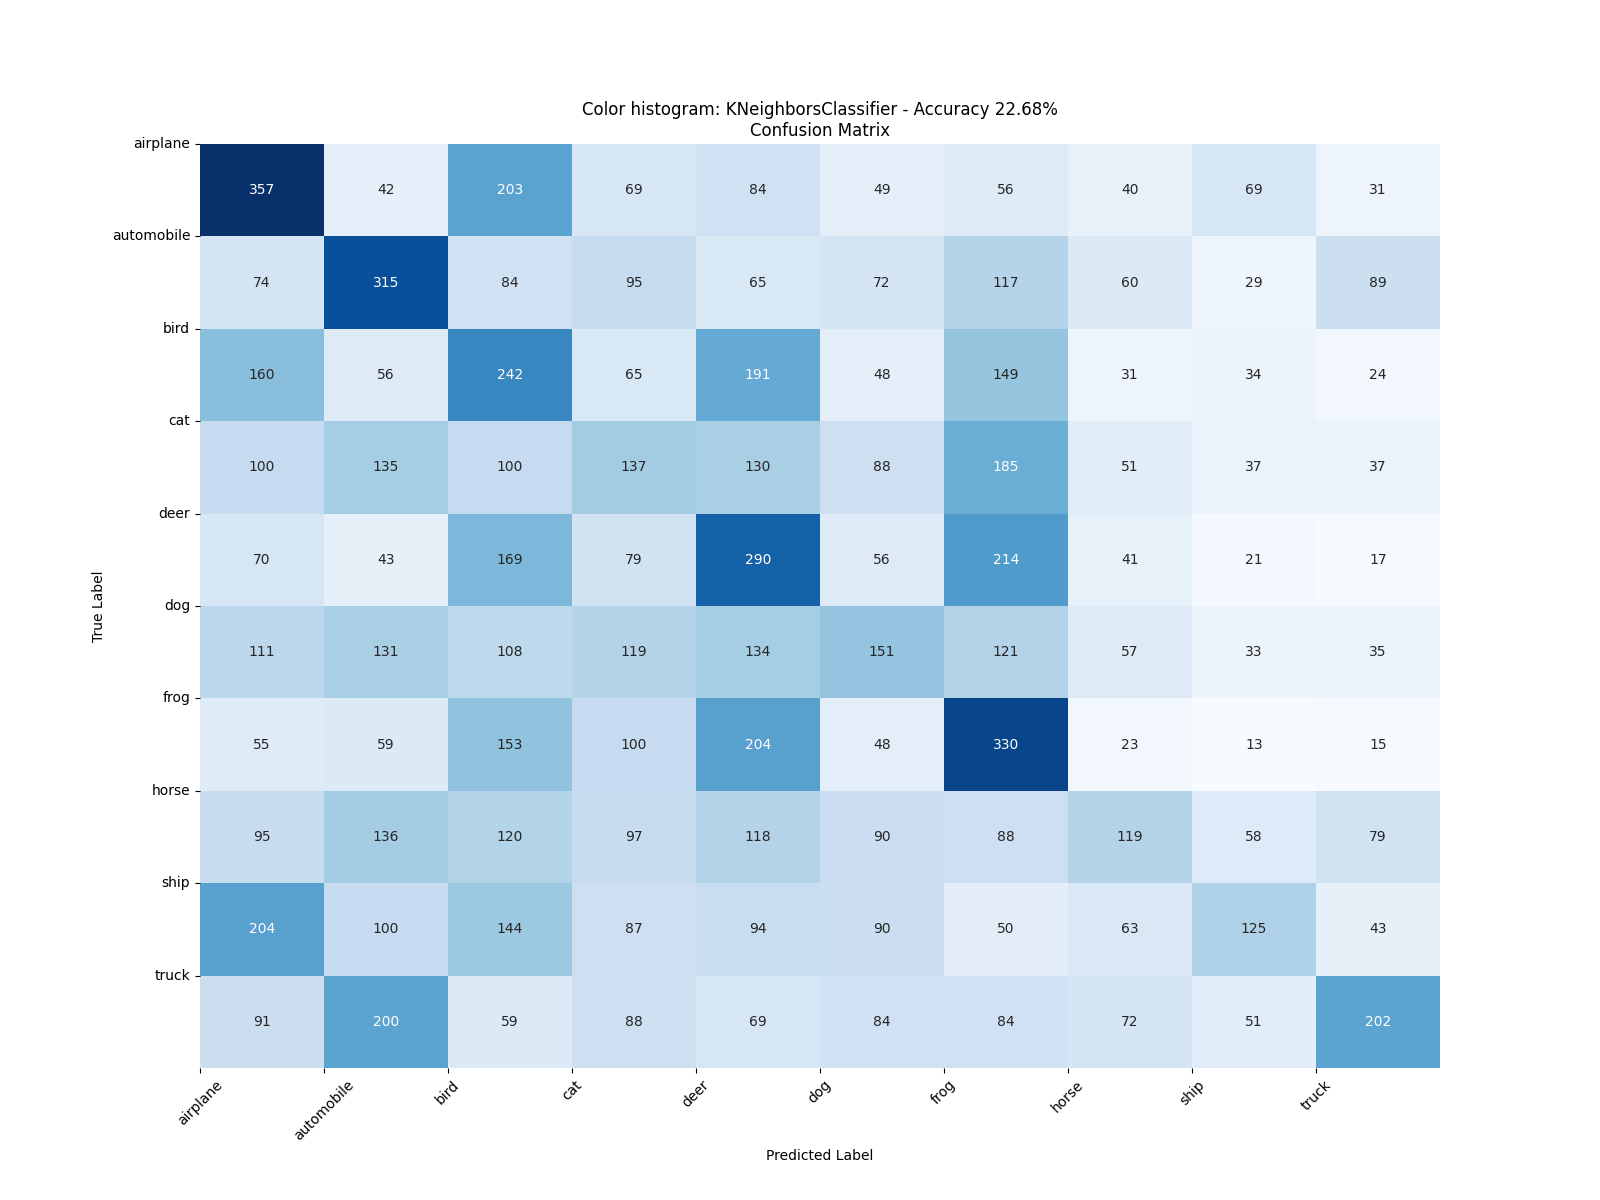 Color histogram: KNeighborsClassifier - Accuracy 22.68%
Confusion Matrix
airplane
357 42 203 69 84 49 56 40 69 31
automobile
74 315 84 95 65 72 117 60 29 89
bird
160 56 242 65 191 48 149 31 34 24
cat
100 135 100 137 130 88 185 51 37 37
deer
70 43 169 79 290 56 214 41 21 17
True Label
dog
111 131 108 119 134 151 121 57 33 35
frog
55 59 153 100 204 48 330 23 13 15
horse
95 136 120 97 118 90 88 119 58 79
ship
204 100 144 87 94 90 50 63 125 43
truck
91 200 59 88 69 84 84 72 51 202
airplane automobile bird cat deer dog frog horse ship truck
Predicted Label